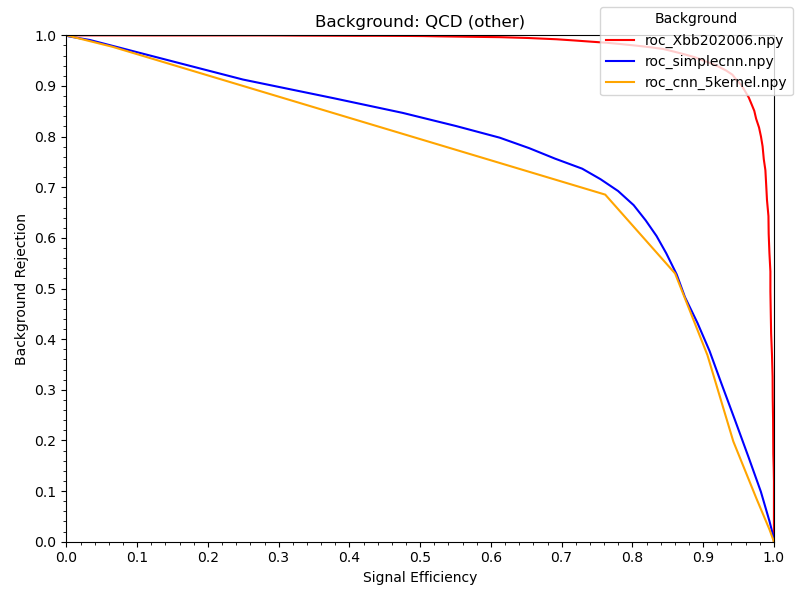 Background: QCD (other)
Background
roc_Xbb202006.npy
roc_simplecnn.npy
roc_cnn_5kernel.npy
1.0
0.9
0.8
0.7
0.6
0.5
0.4
0.3
0.2
0.1
0.0
Background Rejection
0.0 0.1 0.2 0.3 0.4 0.5 0.6 0.7 0.8 0.9 1.0
Signal Efficiency